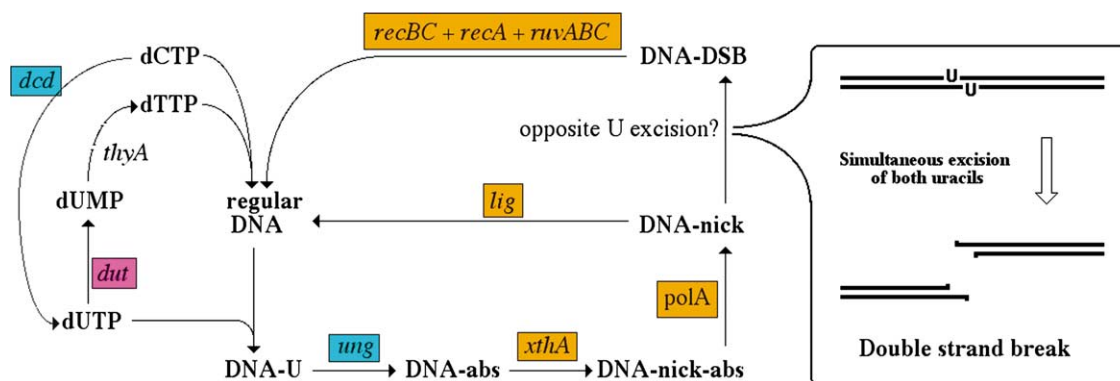 recBC + recA + ruvABC
dCTP
DNA-DSB
dcd
dTTP
U
U
opposite U excision?
thyA
Simultaneous excision
of both uracils
dUMP
regular
DNA
lig
DNA-nick
dut
polA
dUTP
ung
xthA
DNA-U
DNA-abs
DNA-nick-abs
Double strand break